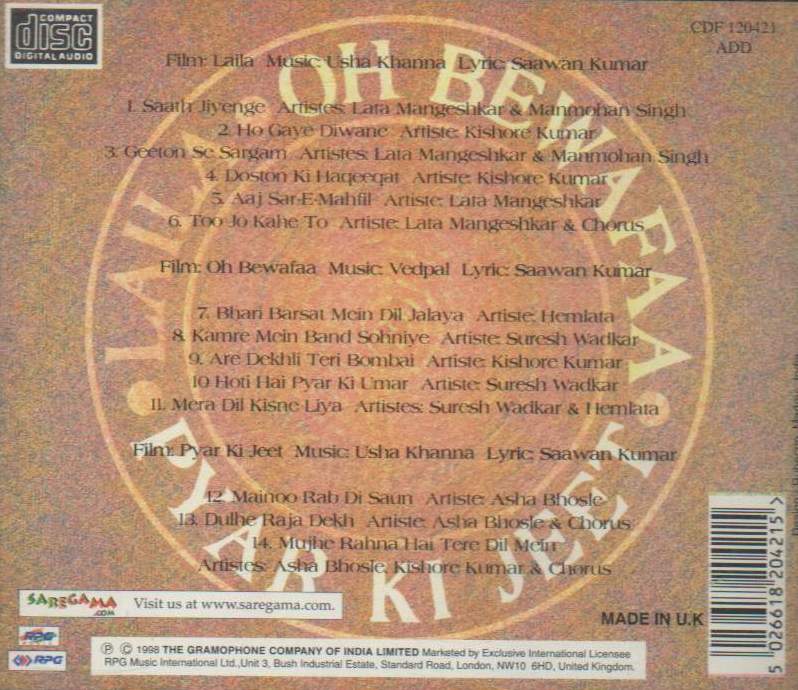 COMPACT
disc
DIGITAL AUDIO
CDF 120421
ADD
LAILA • OH BEWAFAA • PYAR KI JEET
Film: Laila Music: Usha Khanna Lyric: Saawan Kumar
1. Saath Jiyenge Artistes: Lata Mangeshkar & Manmohan Singh
2. Ho Gaye Diwane Artiste: Kishore Kumar
3. Geeton Se Sargam Artistes: Lata Mangeshkar & Manmohan Singh
4. Doston Ki Haqeeqat Artiste: Kishore Kumar
5. Aaj Sar-E-Mahfil Artiste: Lata Mangeshkar
6. Too Jo Kahe To Artiste: Lata Mangeshkar & Chorus
Film: Oh Bewafaa Music: Vedpal Lyric: Saawan Kumar
7. Bhari Barsat Mein Dil Jalaya Artiste: Hemlata
8. Kamre Mein Band Sohniye Artiste: Suresh Wadkar
9. Are Dekhli Teri Bombai Artiste: Kishore Kumar
10 Hoti Hai Pyar Ki Umar Artiste: Suresh Wadkar
11. Mera Dil Kisne Liya Artistes: Suresh Wadkar & Hemlata
Film: Pyar Ki Jeet Music: Usha Khanna Lyric: Saawan Kumar
12. Mainoo Rab Di Saun Artiste: Asha Bhosle
13. Dulhe Raja Dekh Artiste: Asha Bhosle & Chorus
14. Mujhe Rahna Hai Tere Dil Mein
Artistes: Asha Bhosle, Kishore Kumar & Chorus
SAREGAMA
.COM
Visit us at www.saregama.com.
MADE IN U.K
5 026618 204215 >
RPG
RPG
℗ © 1998 THE GRAMOPHONE COMPANY OF INDIA LIMITED Marketed by Exclusive International Licensee
RPG Music International Ltd.,Unit 3, Bush Industrial Estate, Standard Road, London, NW10 6HD, United Kingdom.